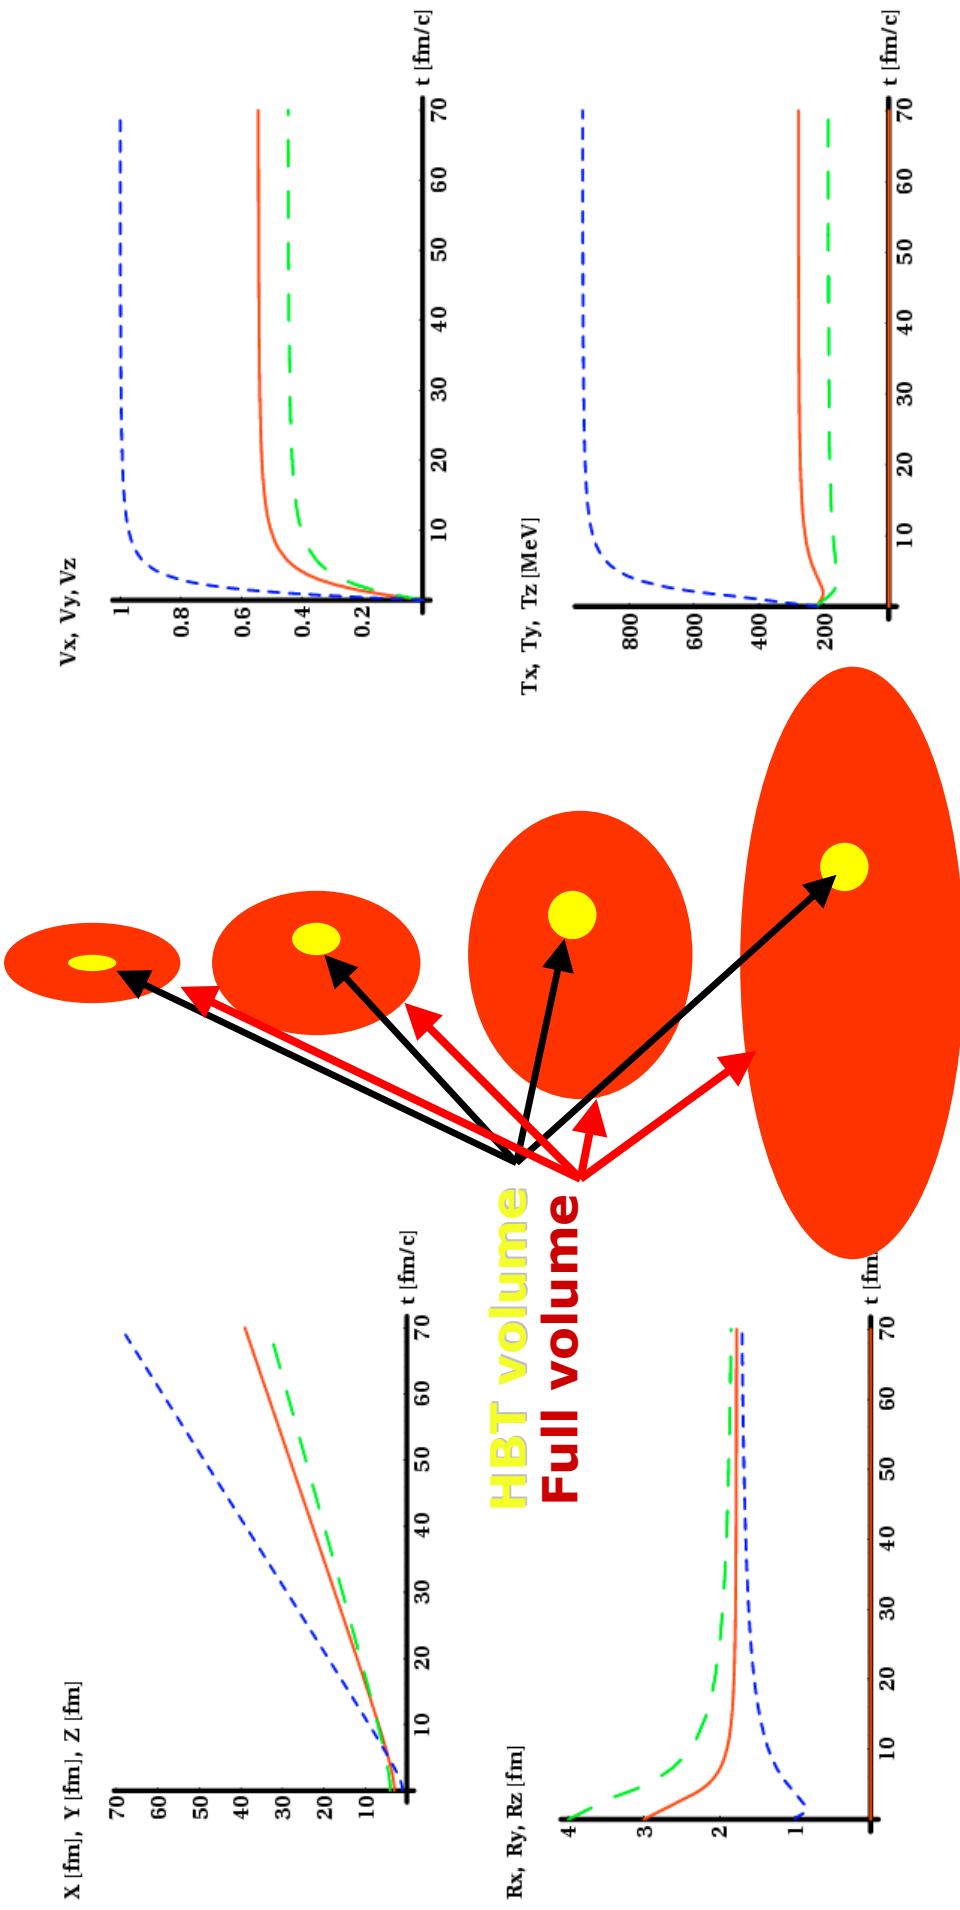 X [fm], Y [fm], Z [fm]
70
60
50
40
30
20
10
10 20 30 40 50 60 70
t [fm/c]
Vx, Vy, Vz
1
0.8
0.6
0.4
0.2
10 20 30 40 50 60 70
t [fm/c]
HBT volume
Full volume
Rx, Ry, Rz [fm]
4
3
2
1
10 20 30 40 50 60 70
t [fm
Tx, Ty, Tz [MeV]
800
600
400
200
10 20 30 40 50 60 70
t [fm/c]